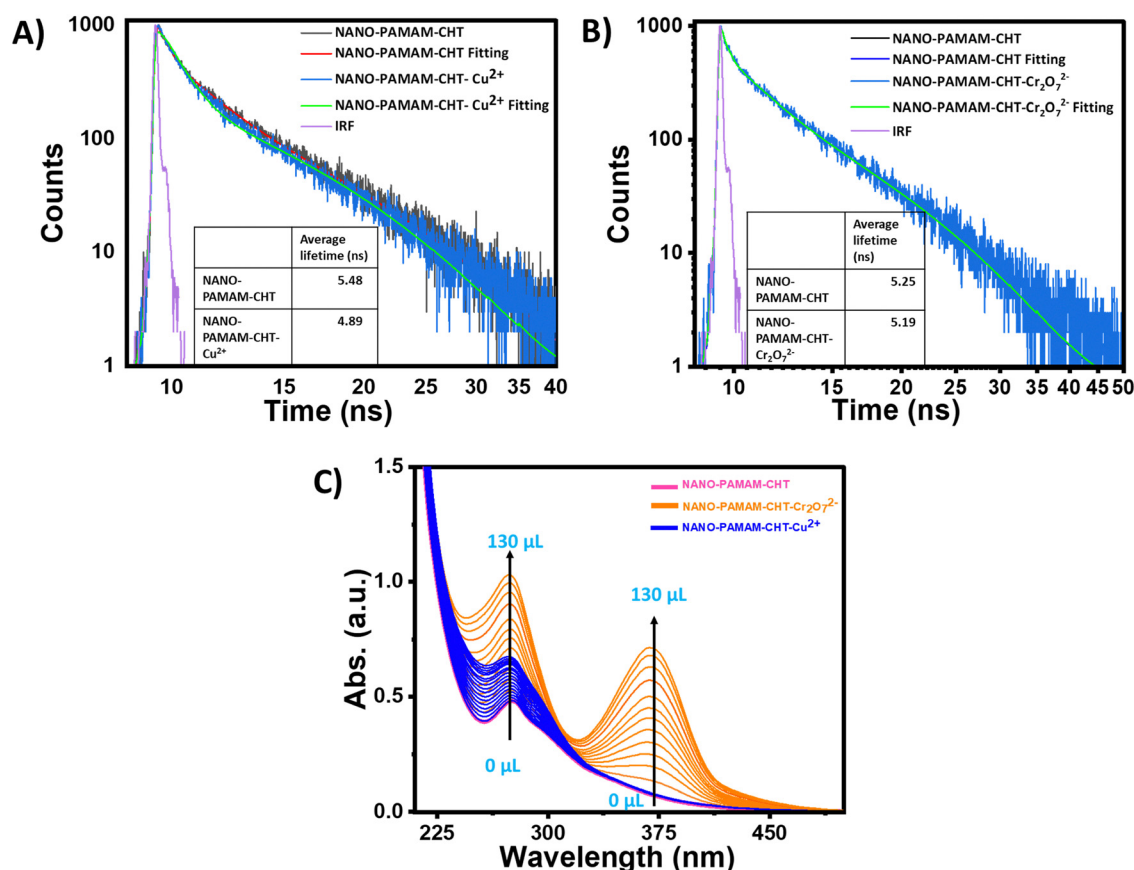 A)
1000
100
10
1
Counts
NANO-PAMAM-CHT
NANO-PAMAM-CHT Fitting
NANO-PAMAM-CHT- Cu²⁺
NANO-PAMAM-CHT- Cu²⁺ Fitting
IRF
Average
lifetime (ns)
NANO-
PAMAM-CHT
5.48
NANO-
PAMAM-CHT-
Cu²⁺
4.89
10 15 20 25 30 35 40
Time (ns)
B)
1000
100
10
1
Counts
NANO-PAMAM-CHT
NANO-PAMAM-CHT Fitting
NANO-PAMAM-CHT-Cr₂O₇²⁻
NANO-PAMAM-CHT-Cr₂O₇²⁻ Fitting
IRF
Average
lifetime
(ns)
NANO-
PAMAM-CHT
5.25
NANO-
PAMAM-CHT-
Cr₂O₇²⁻
5.19
10 15 20 25 30 35 40 45 50
Time (ns)
C)
1.5
1.0
0.5
0.0
Abs. (a.u.)
NANO-PAMAM-CHT
NANO-PAMAM-CHT-Cr₂O₇²⁻
NANO-PAMAM-CHT-Cu²⁺
130 µL
130 µL
0 µL
0 µL
225 300 375 450
Wavelength (nm)